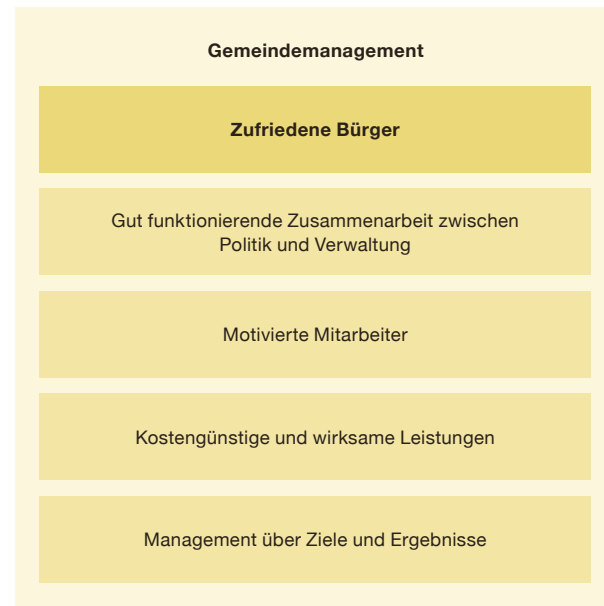 Gemeindemanagement
Zufriedene Bürger
Gut funktionierende Zusammenarbeit zwischen
Politik und Verwaltung
Motivierte Mitarbeiter
Kostengünstige und wirksame Leistungen
Management über Ziele und Ergebnisse